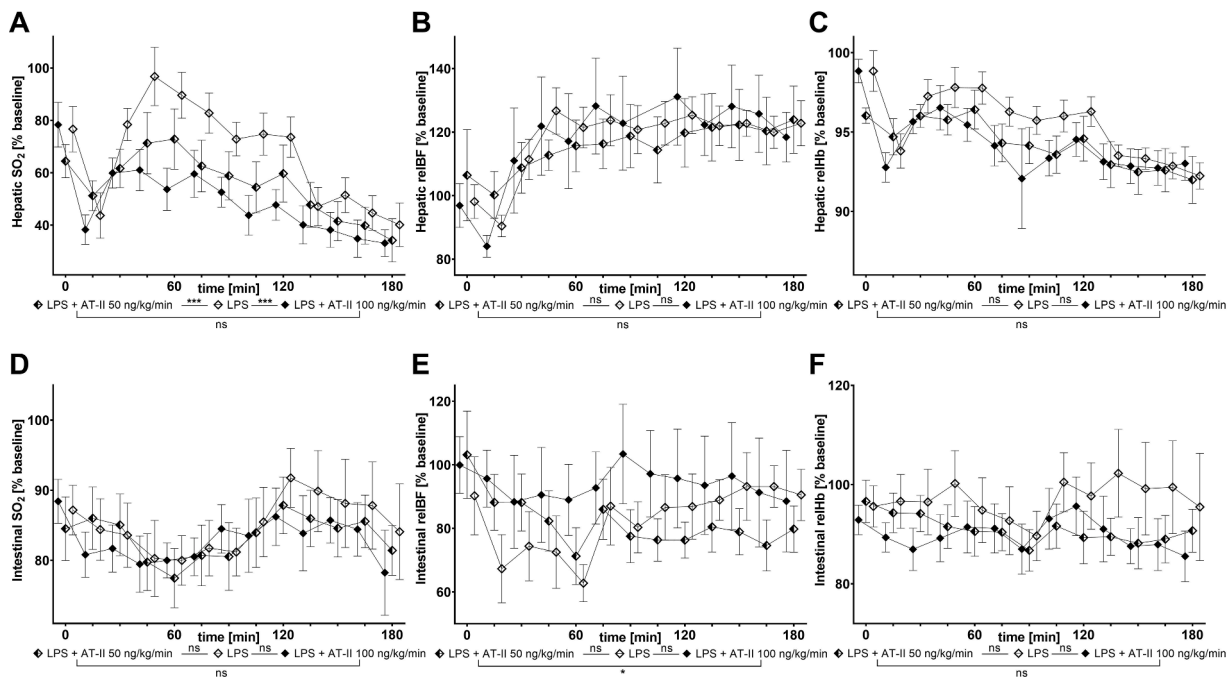 A
Hepatic SO2 [% baseline]
100
80
60
40
0
60
120
180
time [min]
LPS + AT-II 50 ng/kg/min *** LPS *** LPS + AT-II 100 ng/kg/min
ns
B
Hepatic relBF [% baseline]
140
120
100
80
0
60
120
180
time [min]
LPS + AT-II 50 ng/kg/min ns LPS ns LPS + AT-II 100 ng/kg/min
ns
C
Hepatic relHb [% baseline]
100
95
90
0
60
120
180
time [min]
LPS + AT-II 50 ng/kg/min ns LPS ns LPS + AT-II 100 ng/kg/min
ns
D
Intestinal SO2 [% baseline]
100
90
80
0
60
120
180
time [min]
LPS + AT-II 50 ng/kg/min ns LPS ns LPS + AT-II 100 ng/kg/min
ns
E
Intestinal relBF [% baseline]
120
100
80
60
0
60
120
180
time [min]
LPS + AT-II 50 ng/kg/min ns LPS ns LPS + AT-II 100 ng/kg/min
*
F
Intestinal relHb [% baseline]
120
100
80
0
60
120
180
time [min]
LPS + AT-II 50 ng/kg/min ns LPS ns LPS + AT-II 100 ng/kg/min
ns